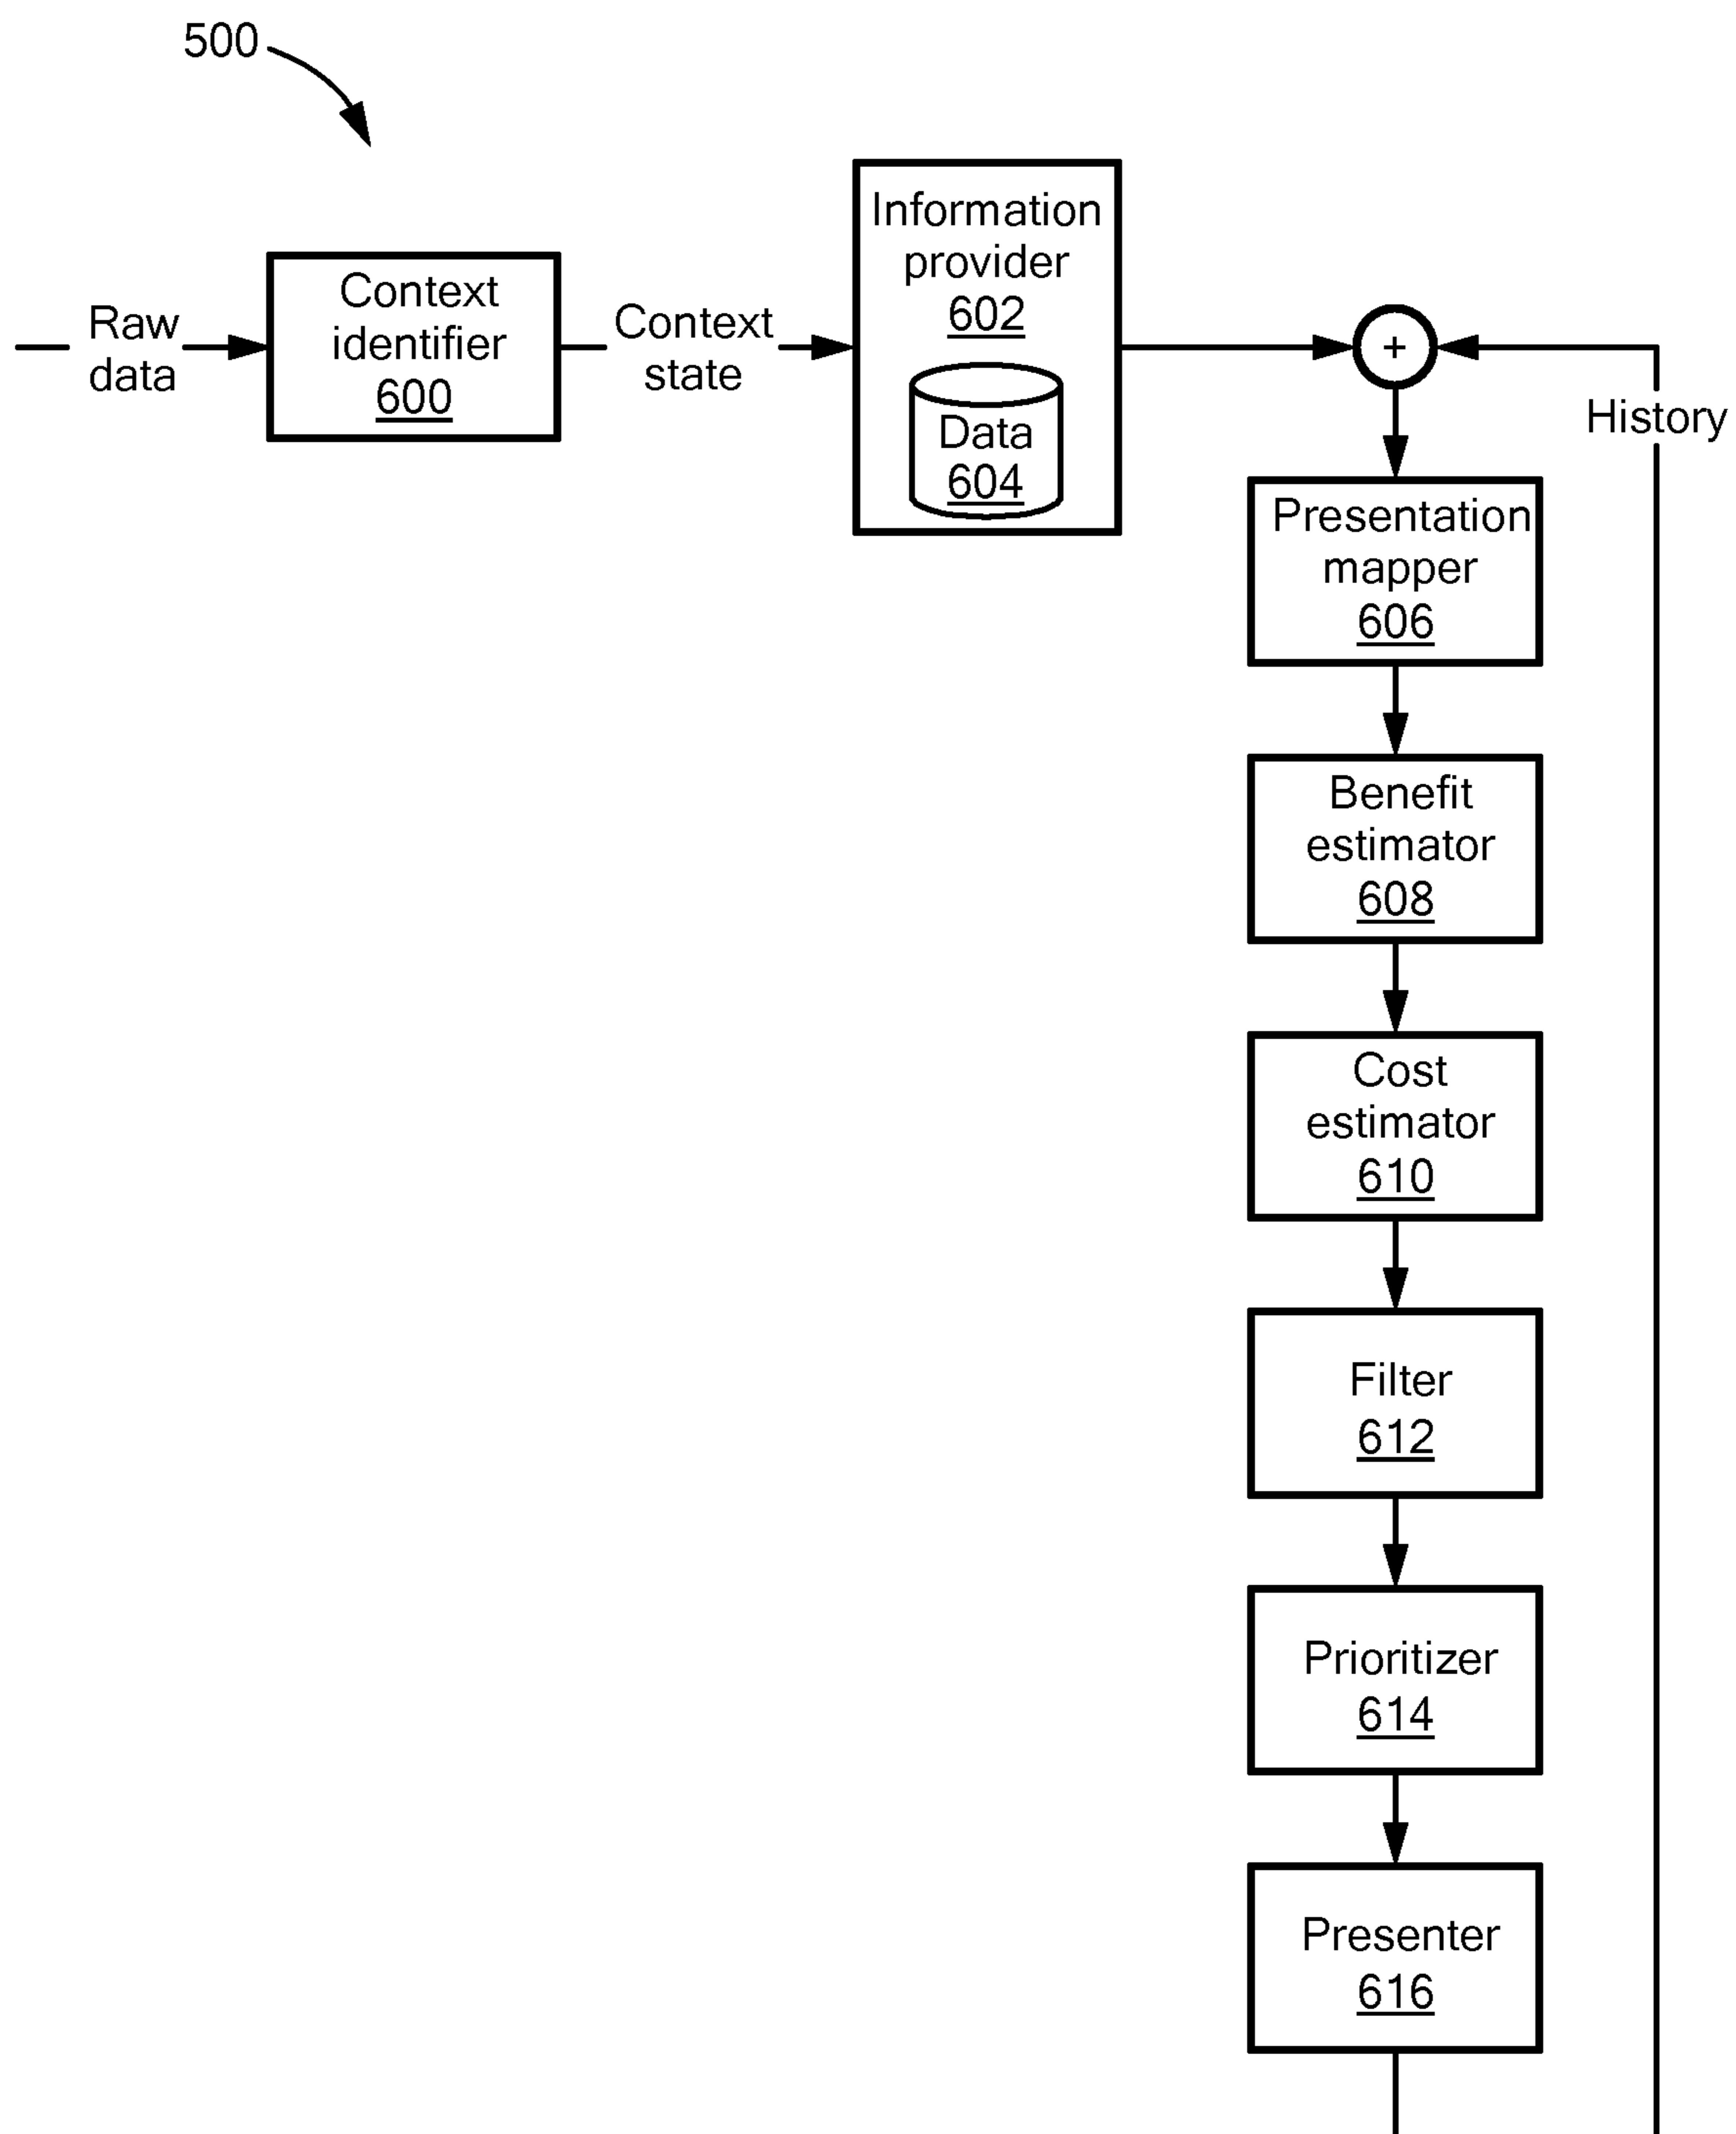 500
Raw
data
Context
identifier
600
Context
state
Information
provider
602
Data
604
+
History
Presentation
mapper
606
Benefit
estimator
608
Cost
estimator
610
Filter
612
Prioritizer
614
Presenter
616